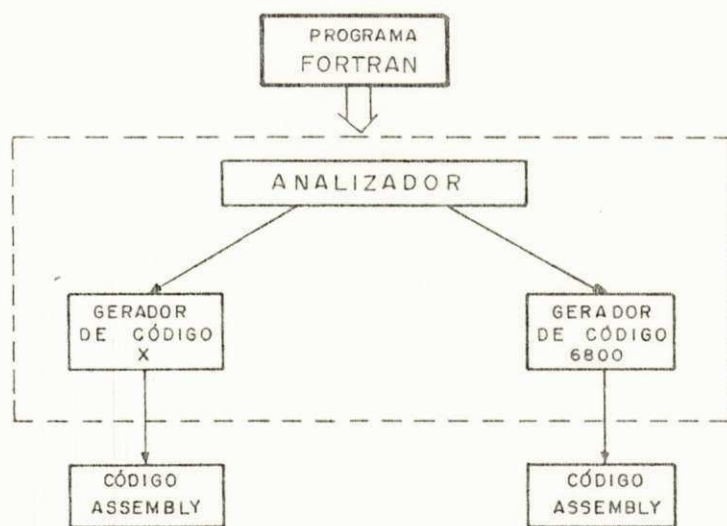 PROGRAMA
FORTRAN
ANALIZADOR
GERADOR
DE CÓDIGO
X
GERADOR
DE CÓDIGO
6800
CÓDIGO
ASSEMBLY
CÓDIGO
ASSEMBLY